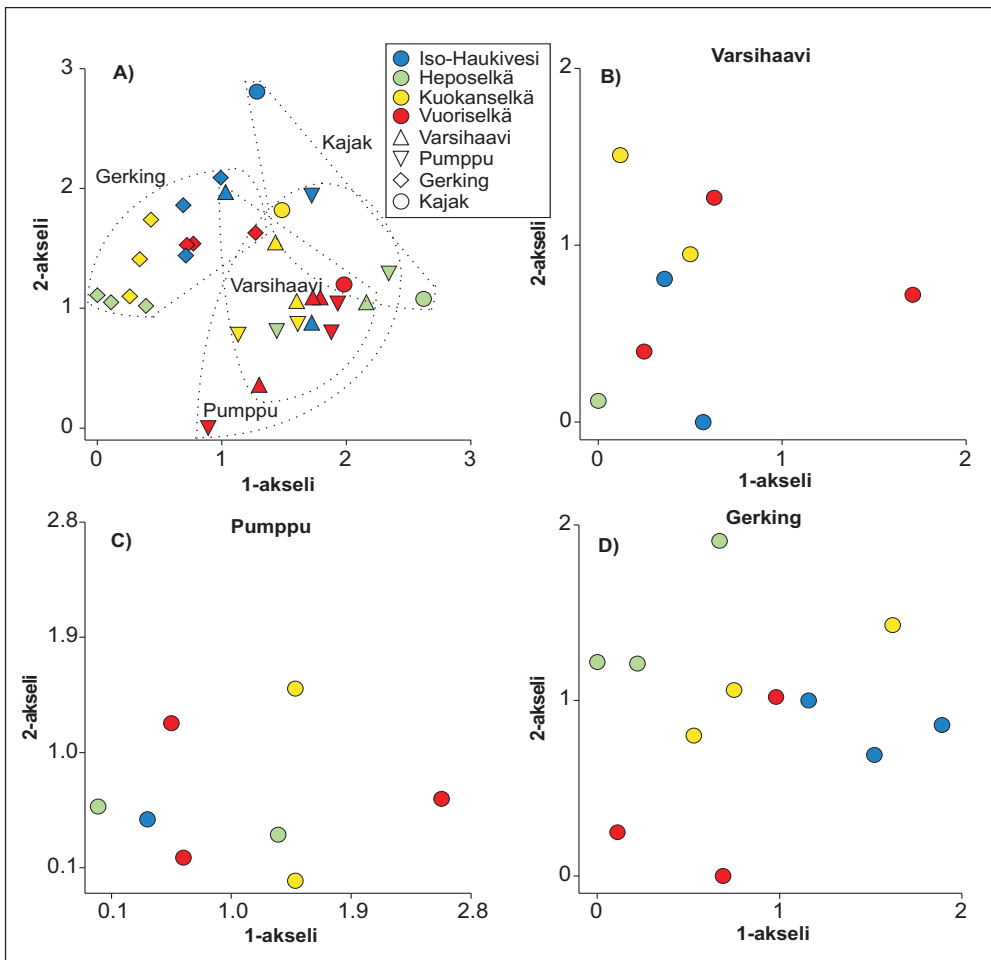 A)
3
2
1
0
0
1
2
3
2-akseli
1-akseli
Gerking
Kajak
Varsihaavi
Pumppu
Iso-Haukivesi
Heposelkä
Kuokanselkä
Vuoriselkä
Varsihaavi
Pumppu
Gerking
Kajak
Varsihaavi
B)
2
1
0
0
1
2
2-akseli
1-akseli
Pumppu
C)
2.8
1.9
1.0
0.1
0.1
1.0
1.9
2.8
2-akseli
1-akseli
Gerking
D)
2
1
0
0
1
2
2-akseli
1-akseli